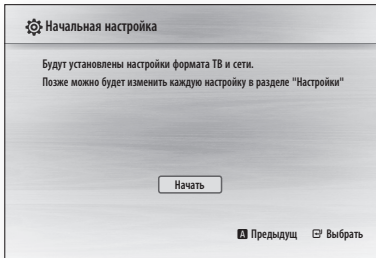 Начальная настройка
Будут установлены настройки формата ТВ и сети.
Позже можно будет изменить каждую настройку в разделе "Настройки"
Начать
A Предыдущ Выбрать